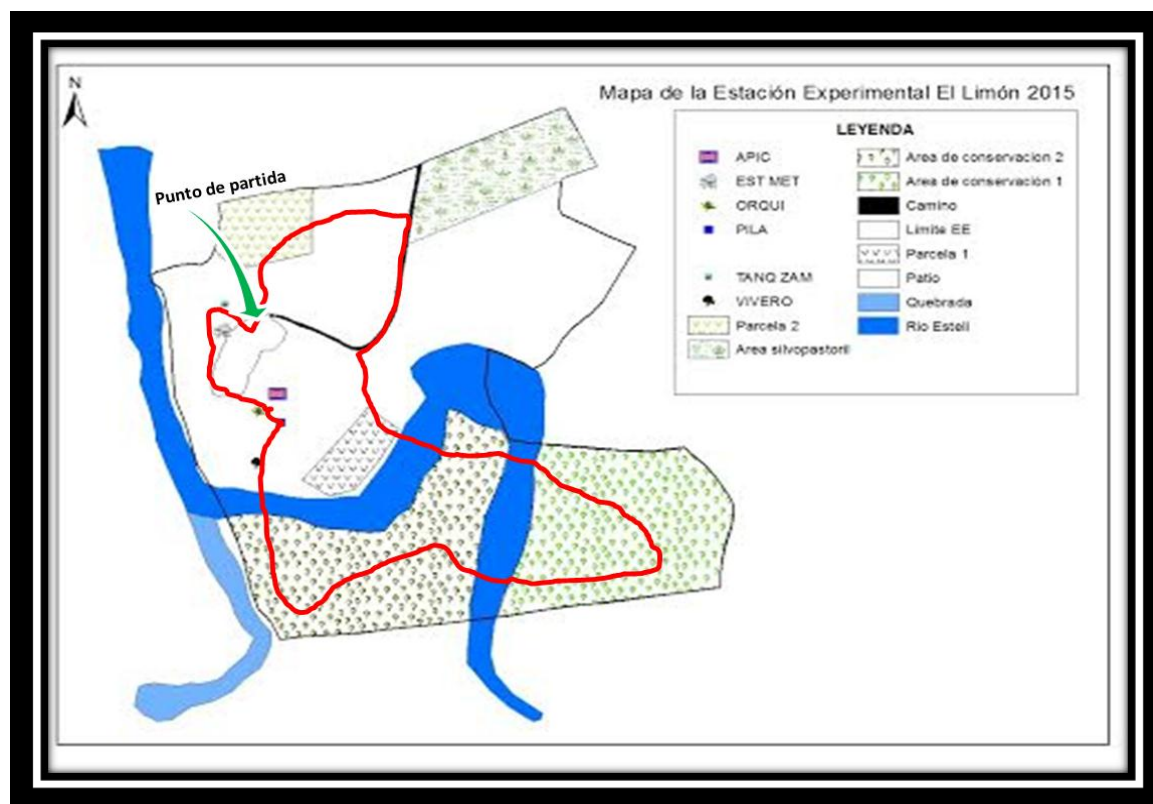 N
Mapa de la Estación Experimental El Limón 2015
Punto de partida
LEYENDA
APIC
EST MET
ORQUI
PILA
TANQ ZAM
VIVERO
Parcela 2
Area silvopastoril
Area de conservacion 2
Area de conservación 1
Camino
Limite EE
Parcela 1
Patio
Quebrada
Rio Esteli